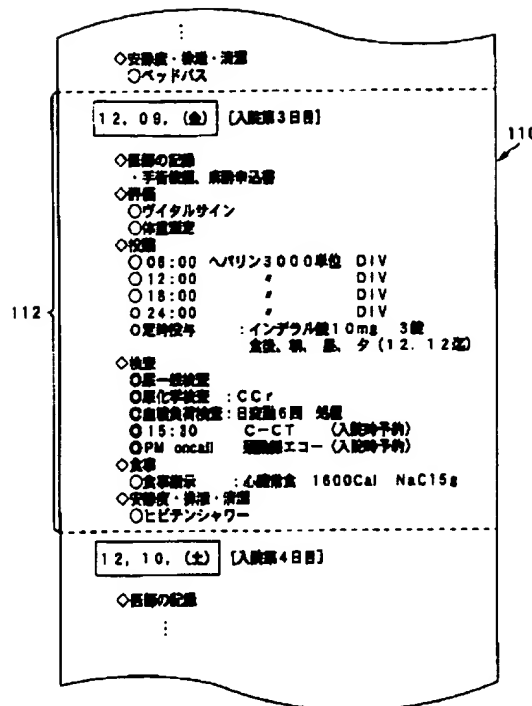 ◇安静度・排泄・清潔
○ベッドバス
12, 09, (金) [入院第3日目]
110
◇医師の記録
・手術依頼、麻酔申込書
◇評価
○ヴイタルサイン
○体重測定
◇投薬
○06:00 ヘパリン3000単位 DIV
○12:00 〃 DIV
○18:00 〃 DIV
○24:00 〃 DIV
○定時投与 :インデラル錠10mg 3錠
食後、朝、昼、夕(12.12迄)
112
◇検査
○尿一般検査
○尿化学検査 :CCr
○血糖負荷検査:日変動6回 処置
○15:30 C-CT (入院時予約)
○PM oncall 頸動脈エコー(入院時予約)
◇食事
○食事指示 :心臓常食 1600Cal NaCl5g
◇安静度・排泄・清潔
○ヒビテンシャワー
12, 10, (土) [入院第4日目]
◇医師の記録